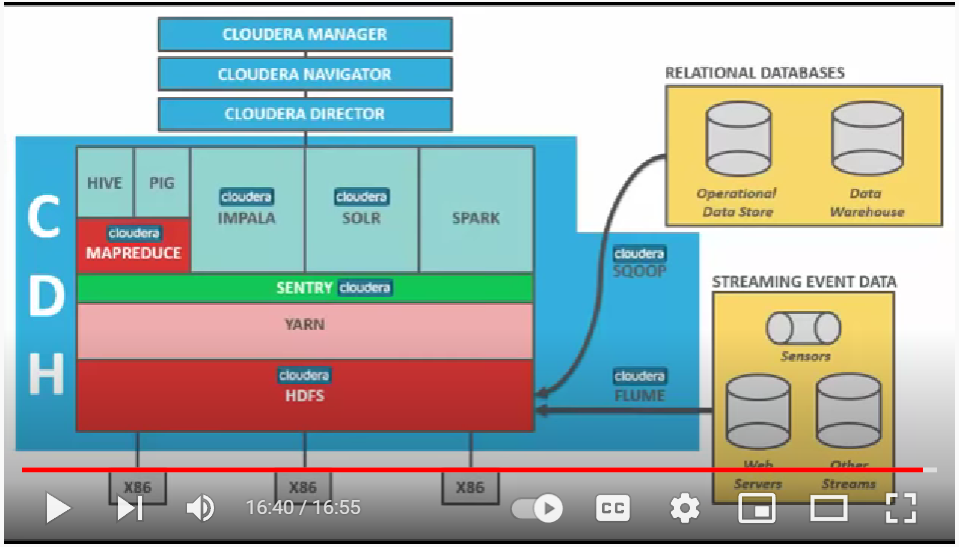 CLOUDERA MANAGER
CLOUDERA NAVIGATOR
CLOUDERA DIRECTOR
RELATIONAL DATABASES
Operational
Data Store
Data
Warehouse
C
D
H
HIVE
PIG
cloudera
MAPREDUCE
cloudera
IMPALA
cloudera
SOLR
SPARK
SENTRY cloudera
YARN
cloudera
HDFS
cloudera
SQOOP
cloudera
FLUME
STREAMING EVENT DATA
Sensors
Web
Servers
Other
Streams
X86
X86
X86
16:40 / 16:55
CC